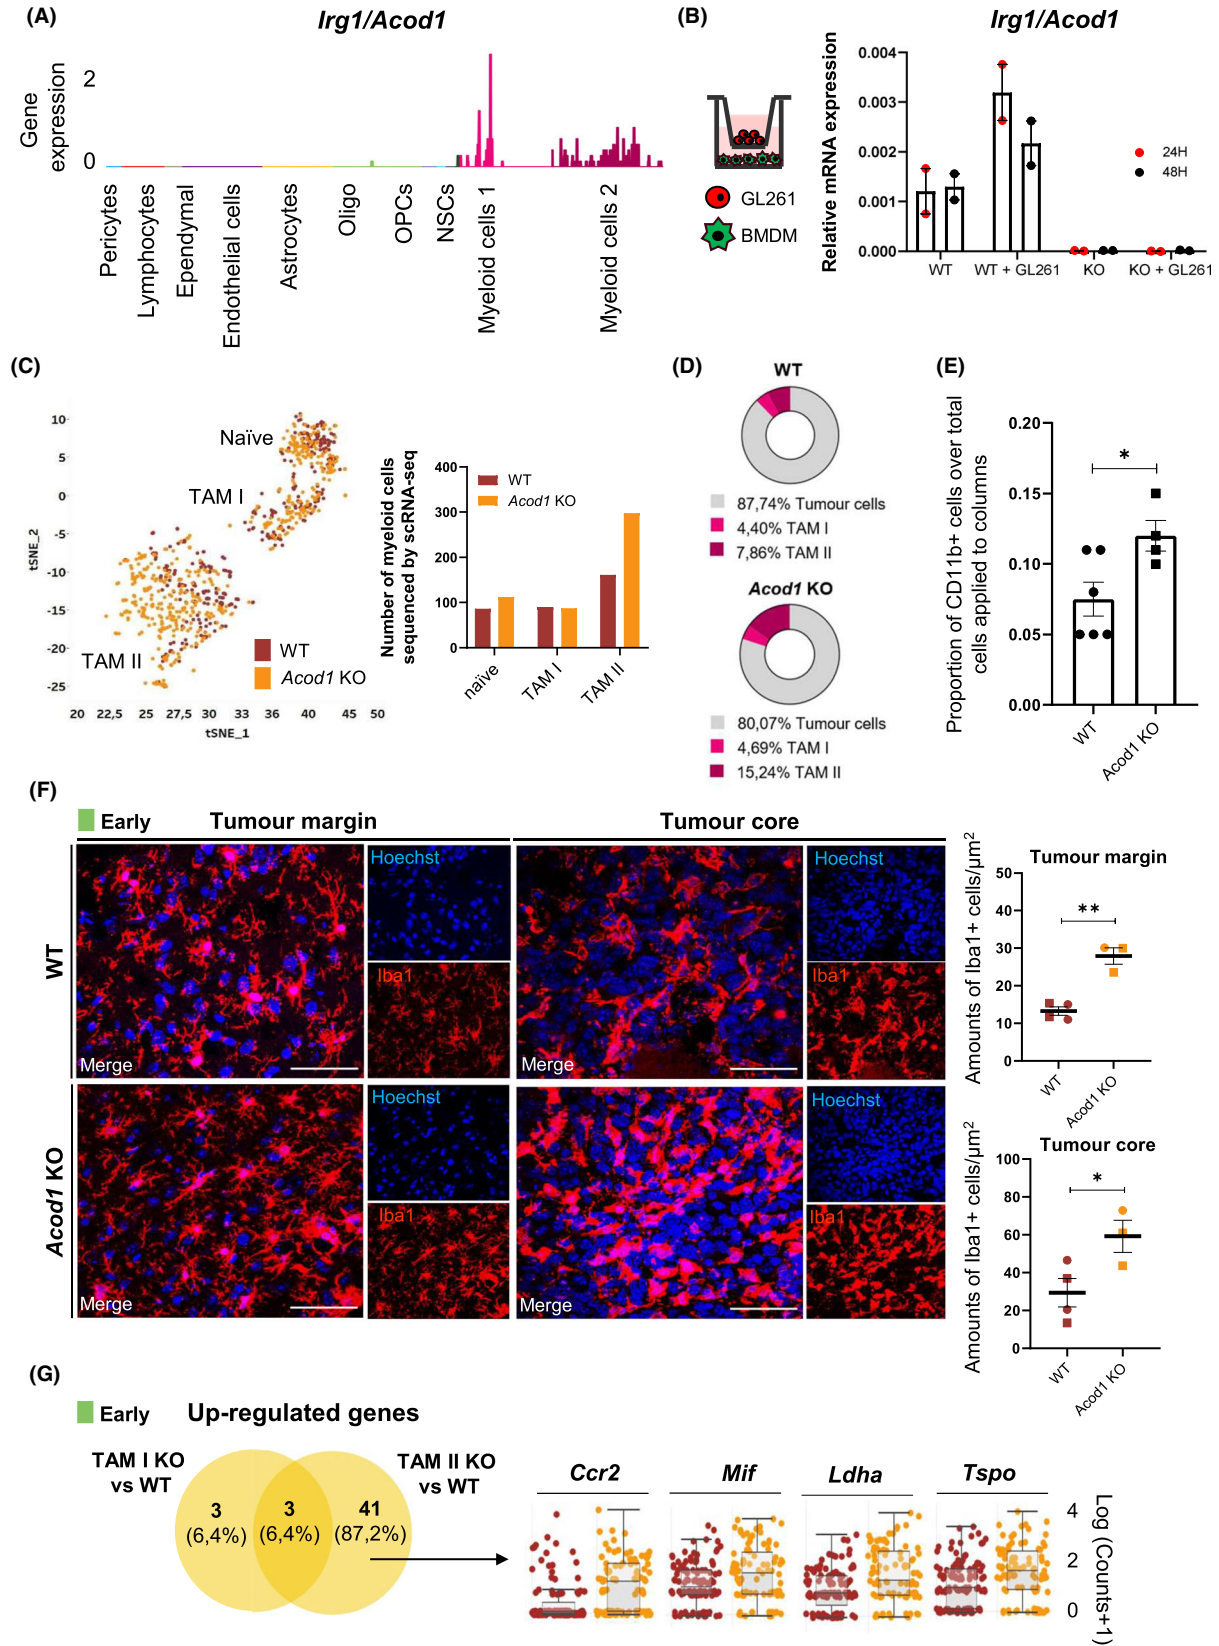 (A)
Irg1/Acod1
Gene
expression
2
0
Pericytes
Lymphocytes
Ependymal
Endothelial cells
Astrocytes
Oligo
OPCs
NSCs
Myeloid cells 1
Myeloid cells 2
(B)
Irg1/Acod1
GL261
BMDM
Relative mRNA expression
0.004
0.003
0.002
0.001
0.000
WT
WT + GL261
KO
KO + GL261
24H
48H
(C)
tSNE_2
10
5
0
-5
-10
-15
-20
-25
Naïve
TAM I
TAM II
WT
Acod1 KO
20 22,5 25 27,5 30 33 36 40 45 50
tSNE_1
Number of myeloid cells
sequenced by scRNA-seq
400
300
200
100
0
WT
Acod1 KO
naïve
TAM I
TAM II
(D)
WT
87,74% Tumour cells
4,40% TAM I
7,86% TAM II
Acod1 KO
80,07% Tumour cells
4,69% TAM I
15,24% TAM II
(E)
Proportion of CD11b+ cells over total
cells applied to columns
0.20
0.15
0.10
0.05
0.00
*
WT
Acod1 KO
(F)
Early
Tumour margin
Tumour core
WT
Hoechst
Iba1
Merge
Hoechst
Iba1
Merge
Acod1 KO
Hoechst
Iba1
Merge
Hoechst
Iba1
Merge
Amounts of Iba1+ cells/µm2
Tumour margin
50
40
30
20
10
0
**
WT
Acod1 KO
Amounts of Iba1+ cells/µm2
Tumour core
100
80
60
40
20
0
*
WT
Acod1 KO
(G)
Early
Up-regulated genes
TAM I KO
vs WT
TAM II KO
vs WT
3
(6,4%)
3
(6,4%)
41
(87,2%)
Ccr2
Mif
Ldha
Tspo
4
2
0
Log (Counts+1)